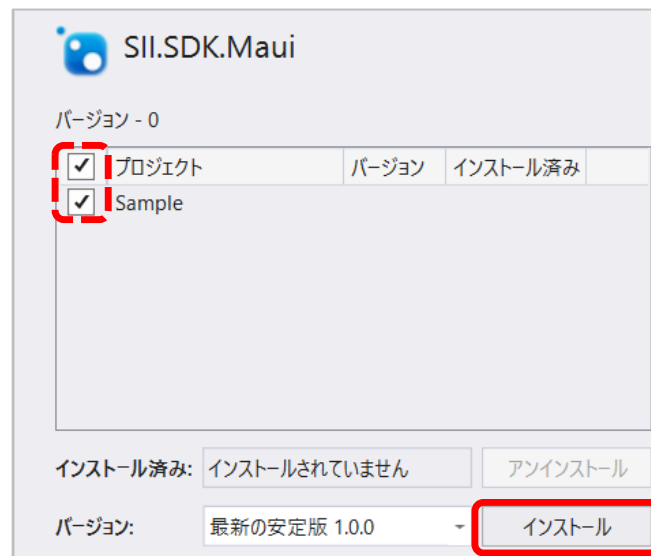 SII.SDK.Maui
バージョン - 0
プロジェクト バージョン インストール済み
Sample
インストール済み: インストールされていません アンインストール
バージョン: 最新の安定版 1.0.0 インストール